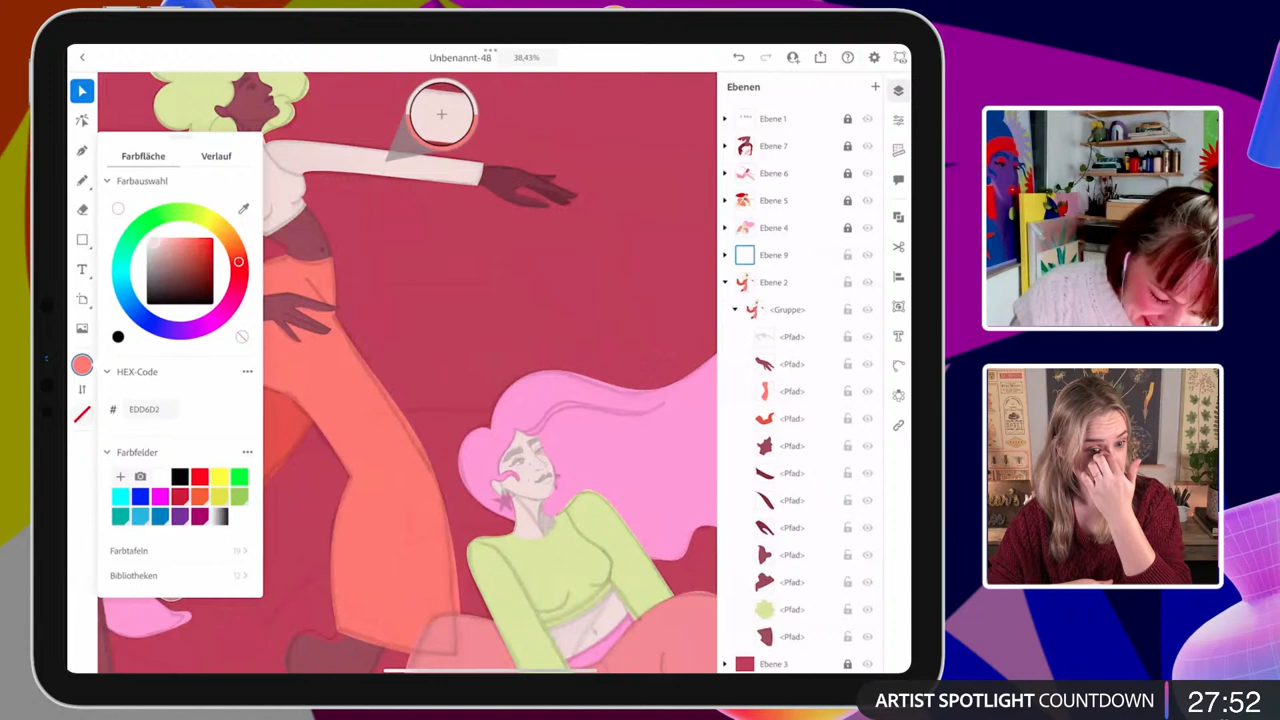 Unbenannt-48
38,43%
Farbfläche
Verlauf
Farbauswahl
HEX-Code
# EDD6D2
Farbfelder
Farbtafeln
Bibliotheken
12
Ebenen
Ebene 1
Ebene 7
Ebene 6
Ebene 5
Ebene 4
Ebene 9
Ebene 2
<Gruppe>
<Pfad>
<Pfad>
<Pfad>
<Pfad>
<Pfad>
<Pfad>
<Pfad>
<Pfad>
<Pfad>
<Pfad>
<Pfad>
<Pfad>
Ebene 3
ARTIST SPOTLIGHT COUNTDOWN
27:52